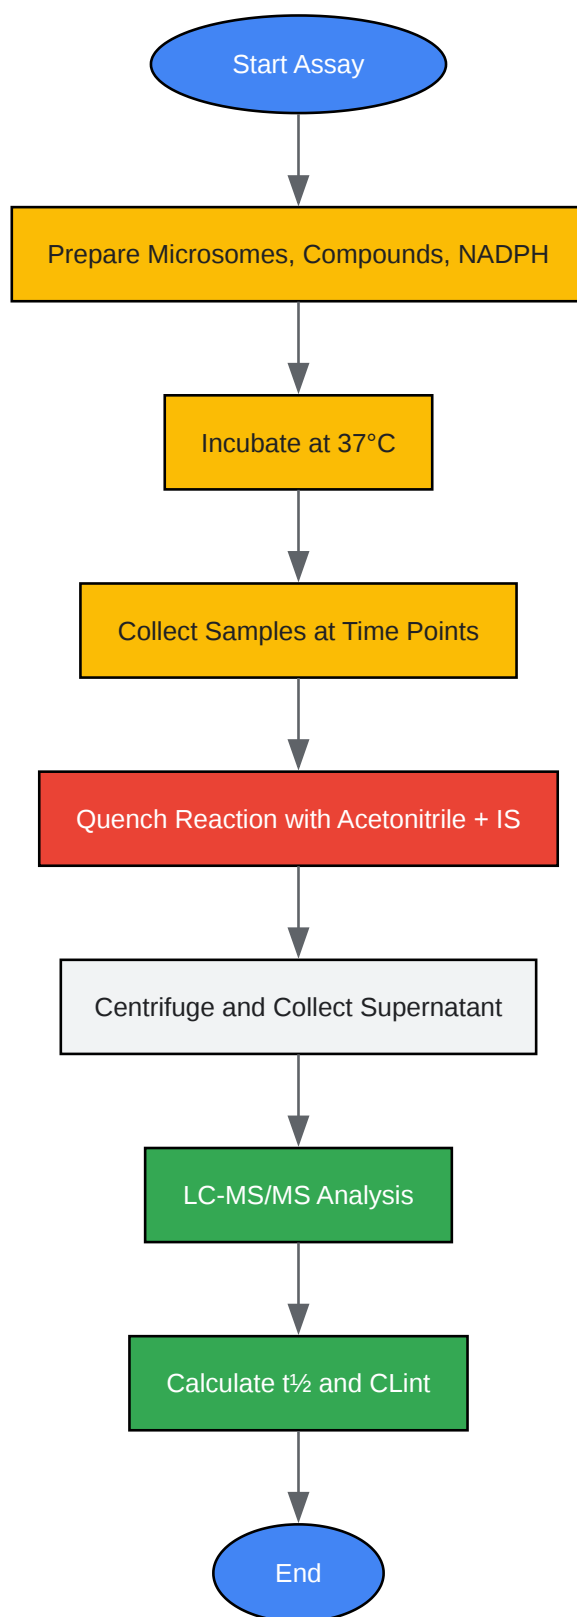 Start Assay
Prepare Microsomes, Compounds, NADPH
Incubate at 37°C
Collect Samples at Time Points
Quench Reaction with Acetonitrile + IS
Centrifuge and Collect Supernatant
LC-MS/MS Analysis
Calculate t½ and CLint
End